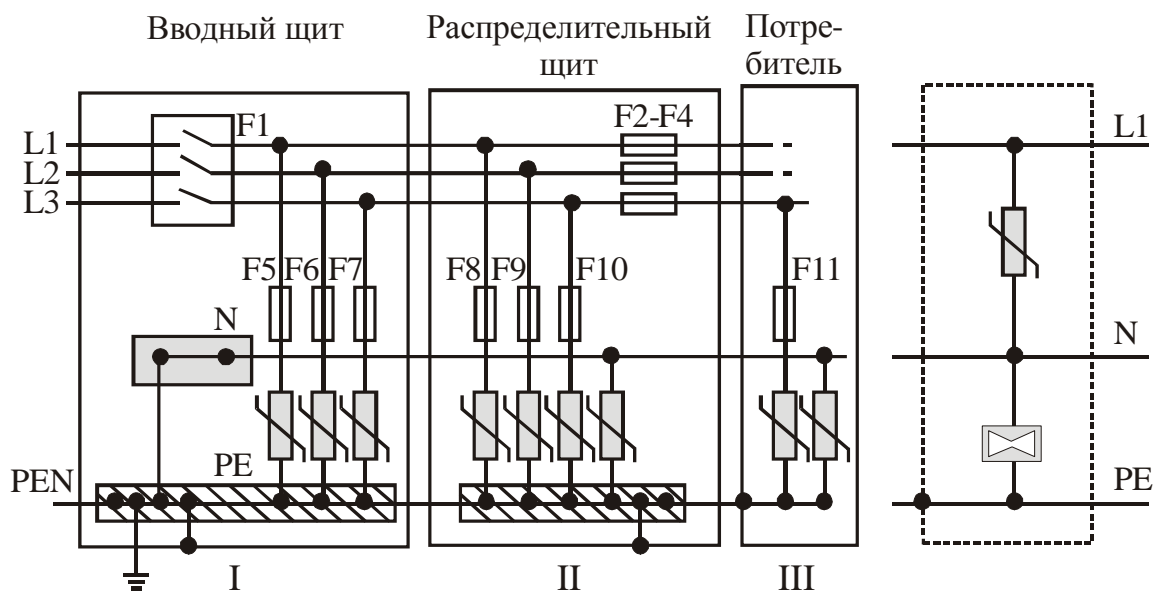 Вводный щит
Распределительный
щит
Потре-
битель
F1
F2-F4
L1
L2
L3
L1
F5 F6 F7
F8 F9 F10
F11
N
N
PE
PEN
PE
I
II
III